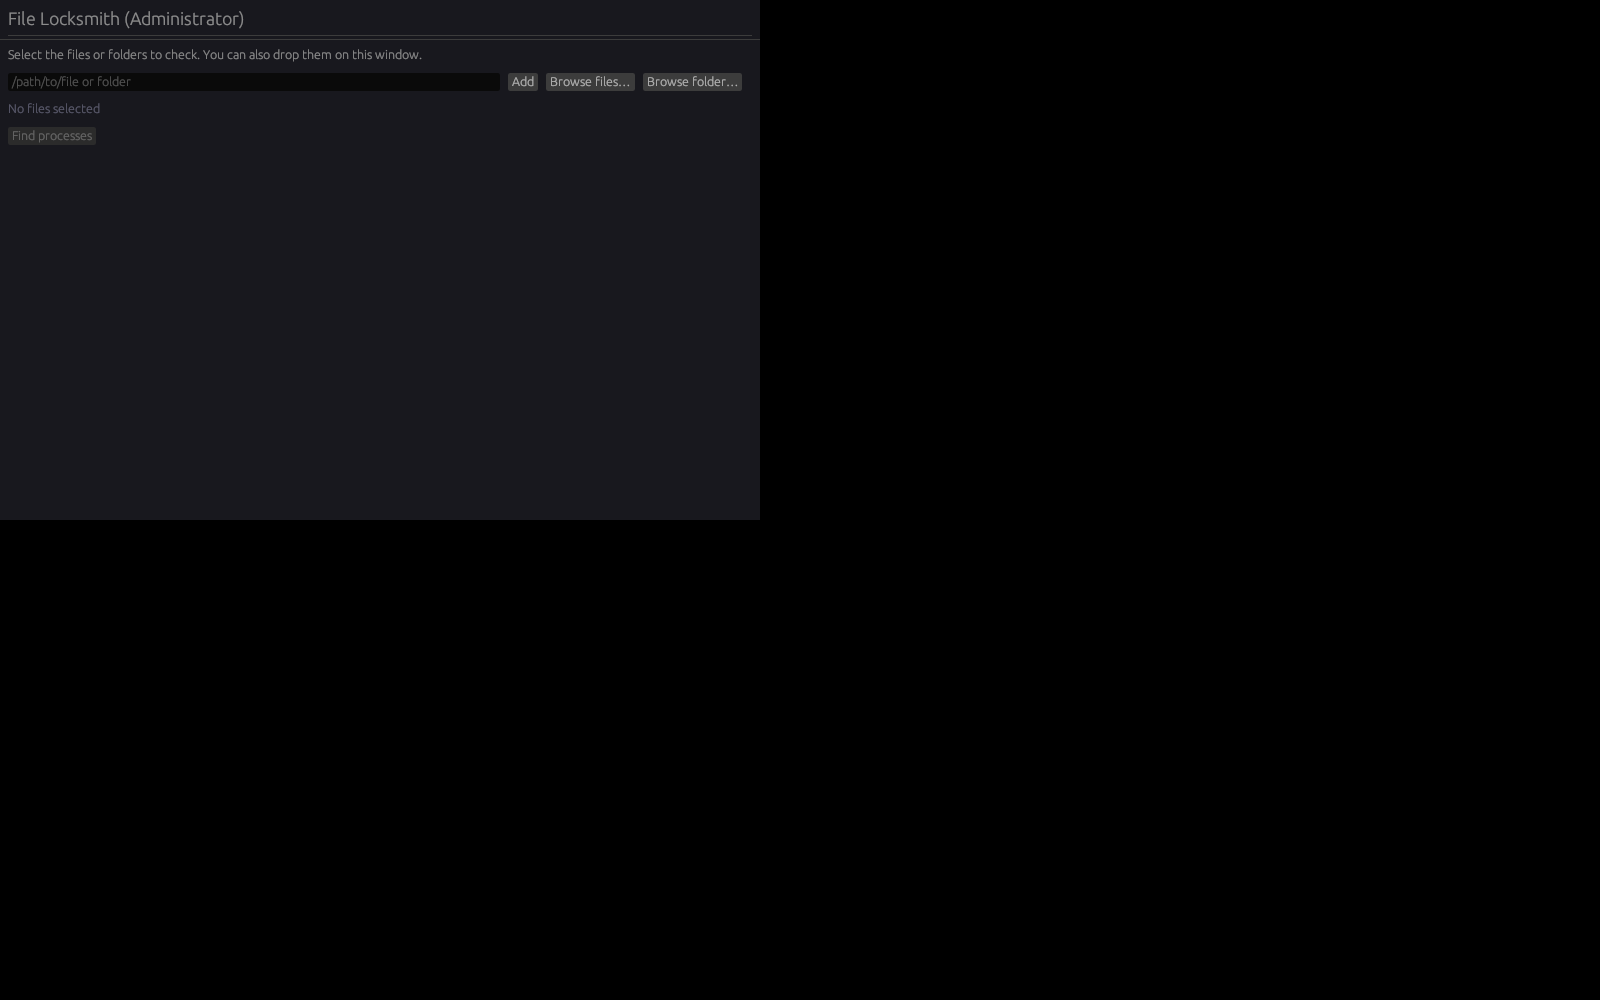 File Locksmith (Administrator)
Select the files or folders to check. You can also drop them on this window.
/path/to/file or folder
Add
Browse files...
Browse folder...
No files selected
Find processes